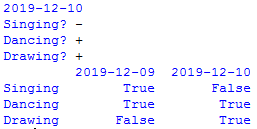 2019-12-10
Singing? -
Dancing? +
Drawing? +
2019-12-09 2019-12-10
Singing True False
Dancing True True
Drawing False True